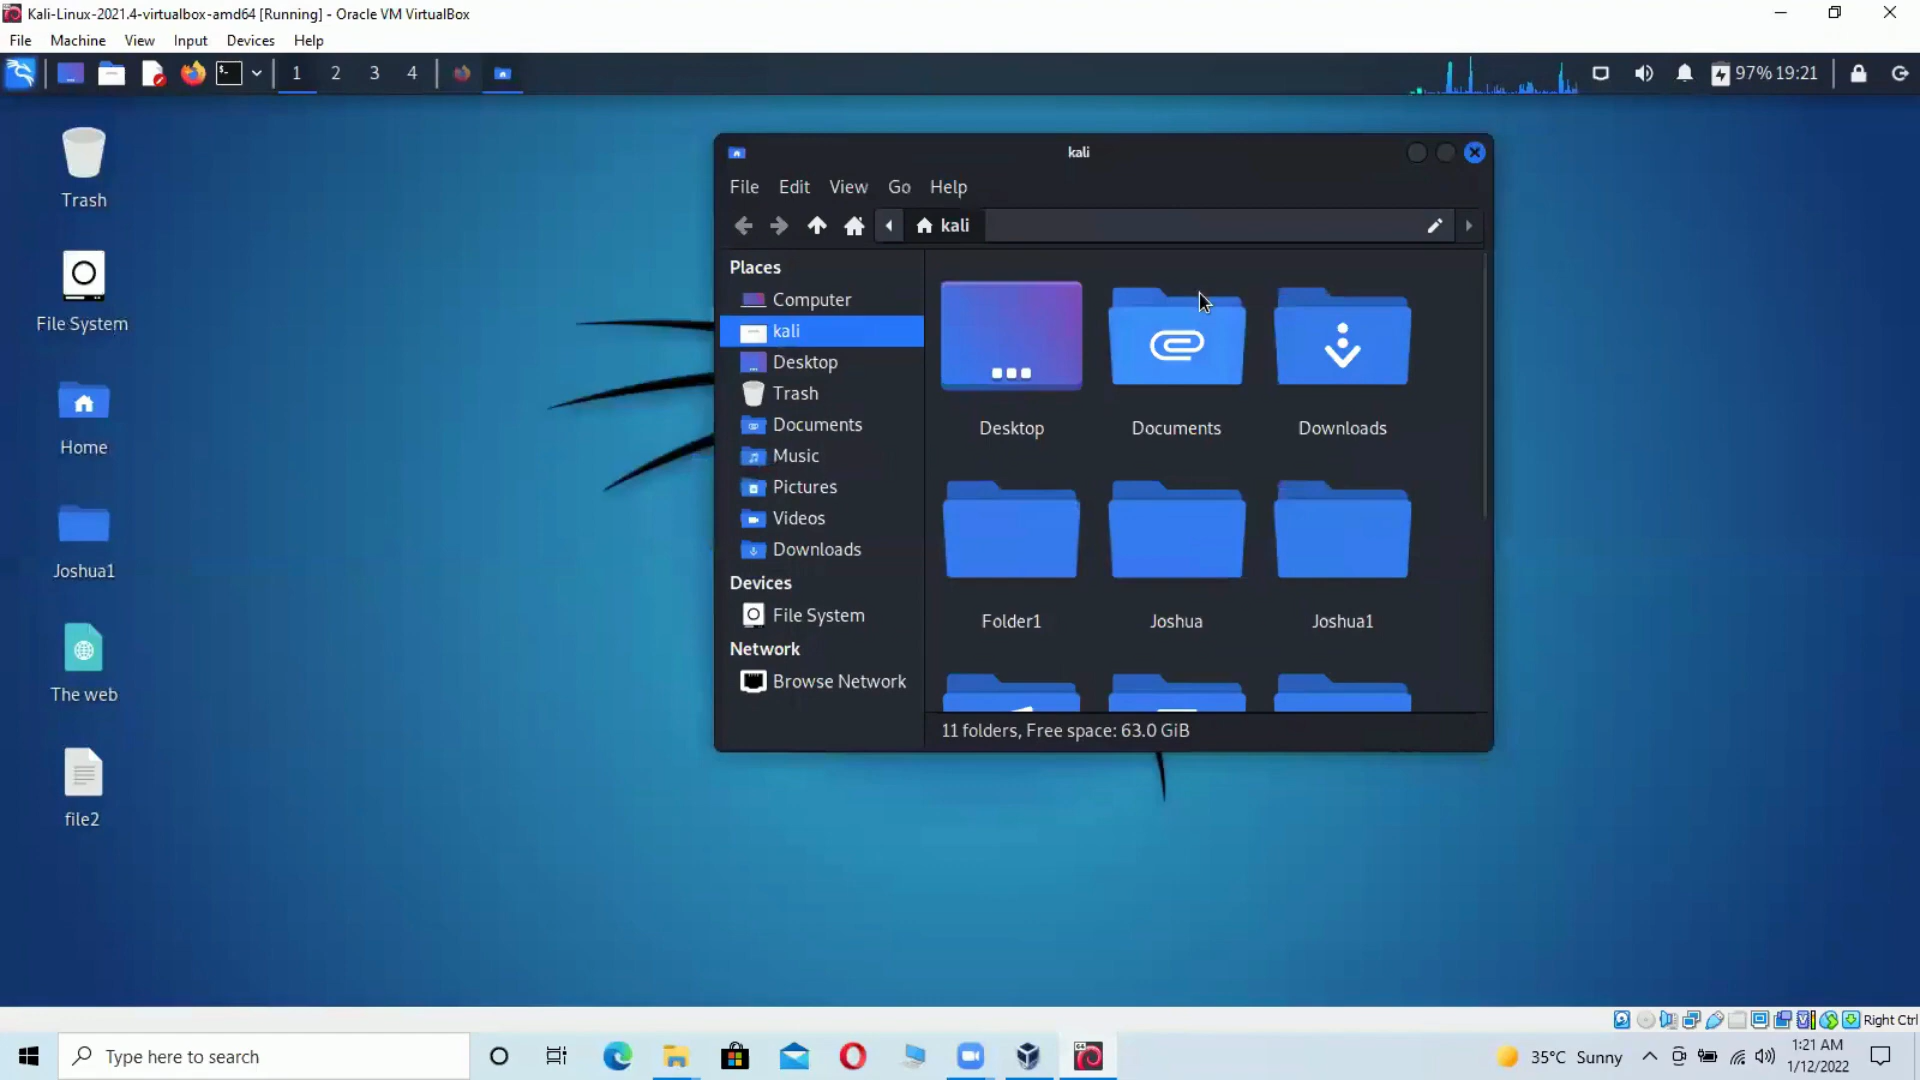 Kali-Linux-2021.4-virtualbox-amd64 [Running] - Oracle VM VirtualBox
File Machine View Input Devices Help
1 2 3 4
97% 19:21
Trash
File System
Home
Joshua1
The web
file2
kali
File Edit View Go Help
kali
Places
Computer
kali
Desktop
Trash
Documents
Music
Pictures
Videos
Downloads
Devices
File System
Network
Browse Network
Desktop Documents Downloads
Folder1 Joshua Joshua1
11 folders, Free space: 63.0 GiB
Right Ctrl
Type here to search
35°C Sunny
1:21 AM
1/12/2022